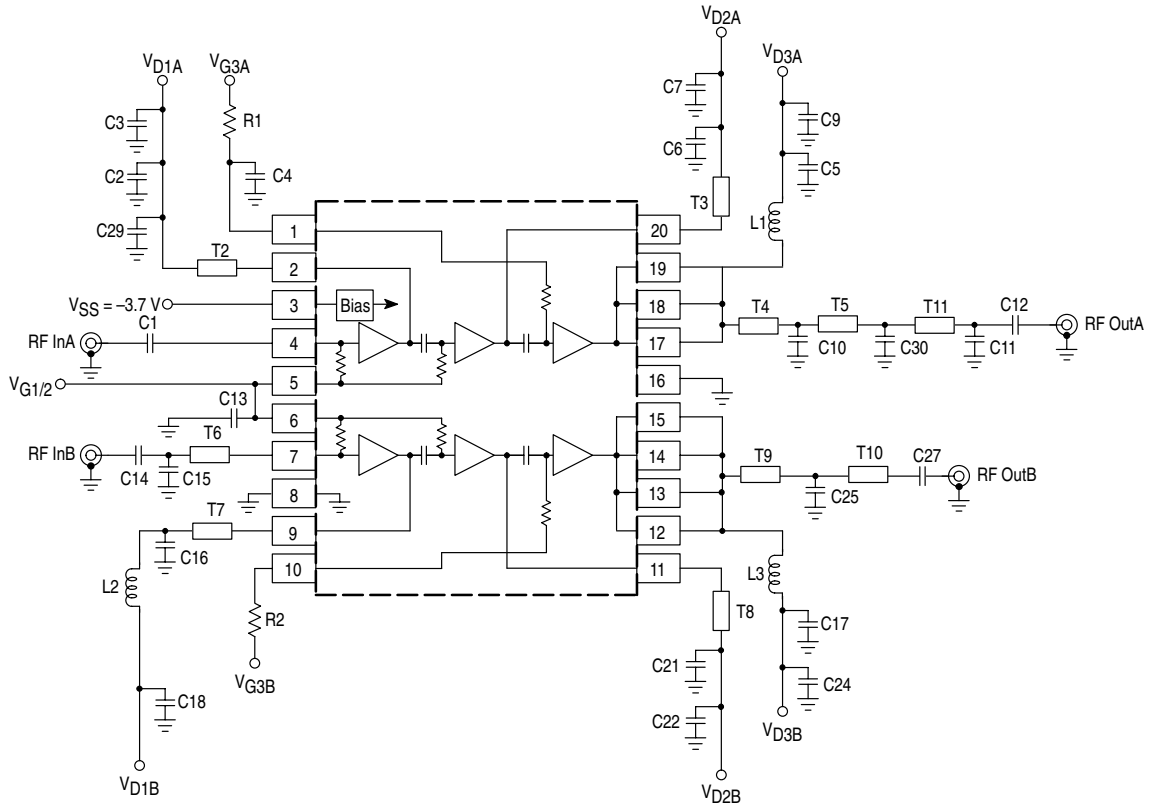 VD2A
VD3A
VD1A
VG3A
C7
C9
C3
R1
C6
C5
C2
C4
T3
C29
L1
T2
1
20
2
19
VSS = –3.7 V
3
Bias
18
T4
T5
T11
C12
RF InA
C1
4
17
RF OutA
C10
C30
C11
VG1/2
5
16
C13
6
15
RF InB
T6
7
14
T9
T10
C27
RF OutB
C14
C15
8
13
C25
T7
9
12
C16
10
11
L2
L3
R2
T8
C17
VG3B
C21
C24
C18
C22
VD3B
VD1B
VD2B